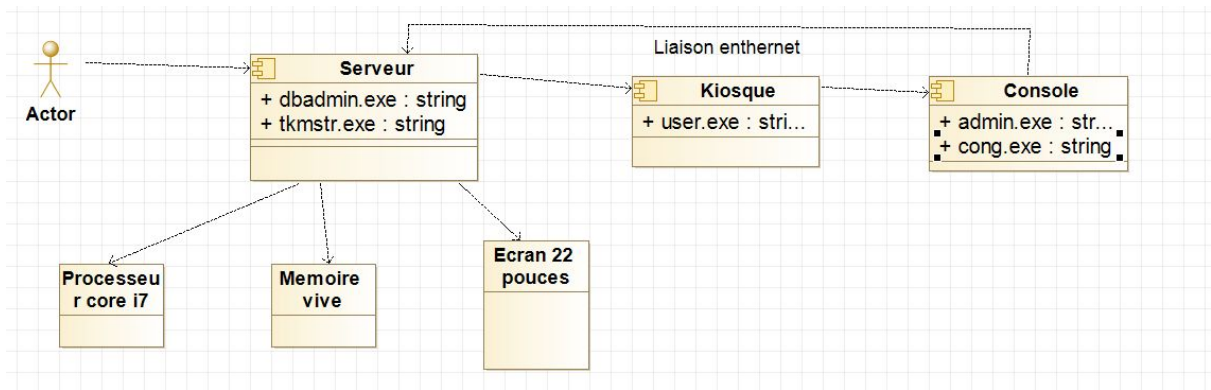 Liaison enthernet
Actor
Serveur
+ dbadmin.exe : string
+ tkmstr.exe : string
Kiosque
+ user.exe : stri...
Console
+ admin.exe : str...
+ cong.exe : string
Processeu
r core i7
Memoire
vive
Ecran 22
pouces